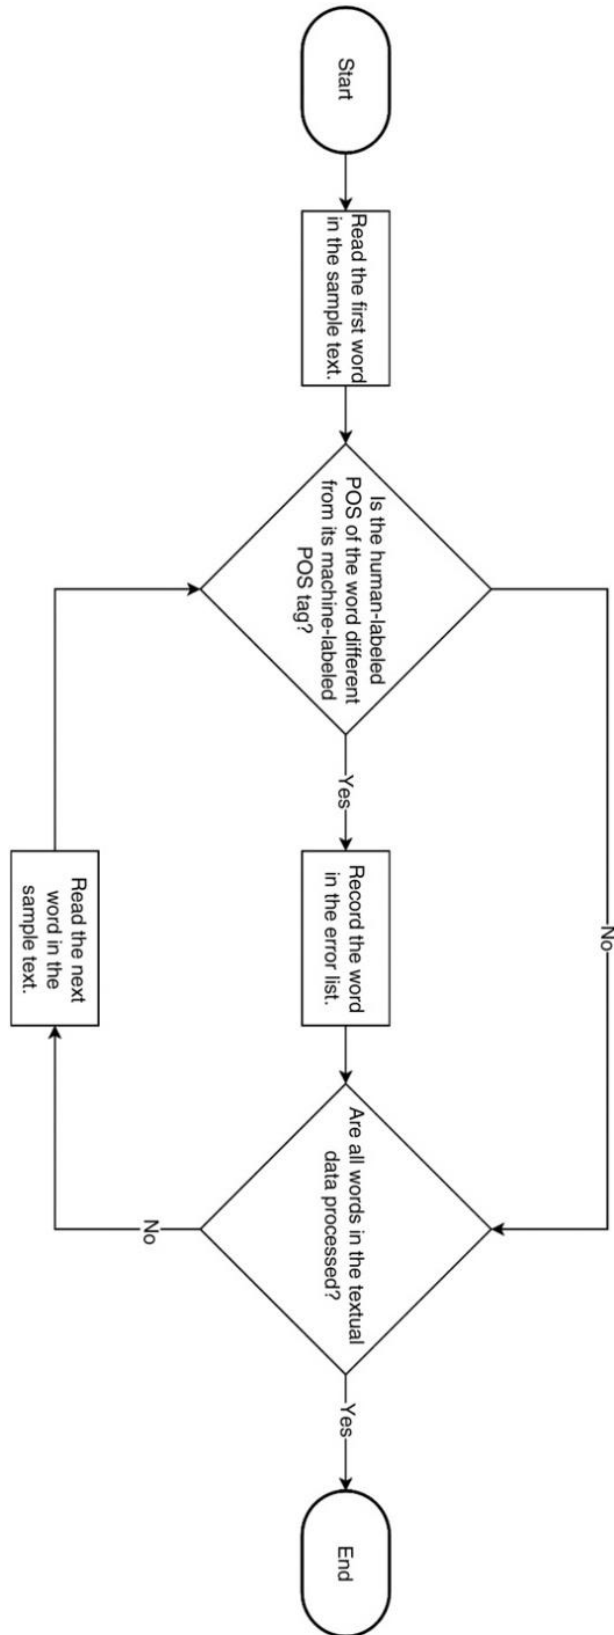 Start
Read the first word
in the sample text.
Is the human-labeled
POS of the word different
from its machine-labeled
POS tag?
No
Yes
Record the word
in the error list.
Are all words in the textual
data processed?
No
Read the next
word in the
sample text.
Yes
End